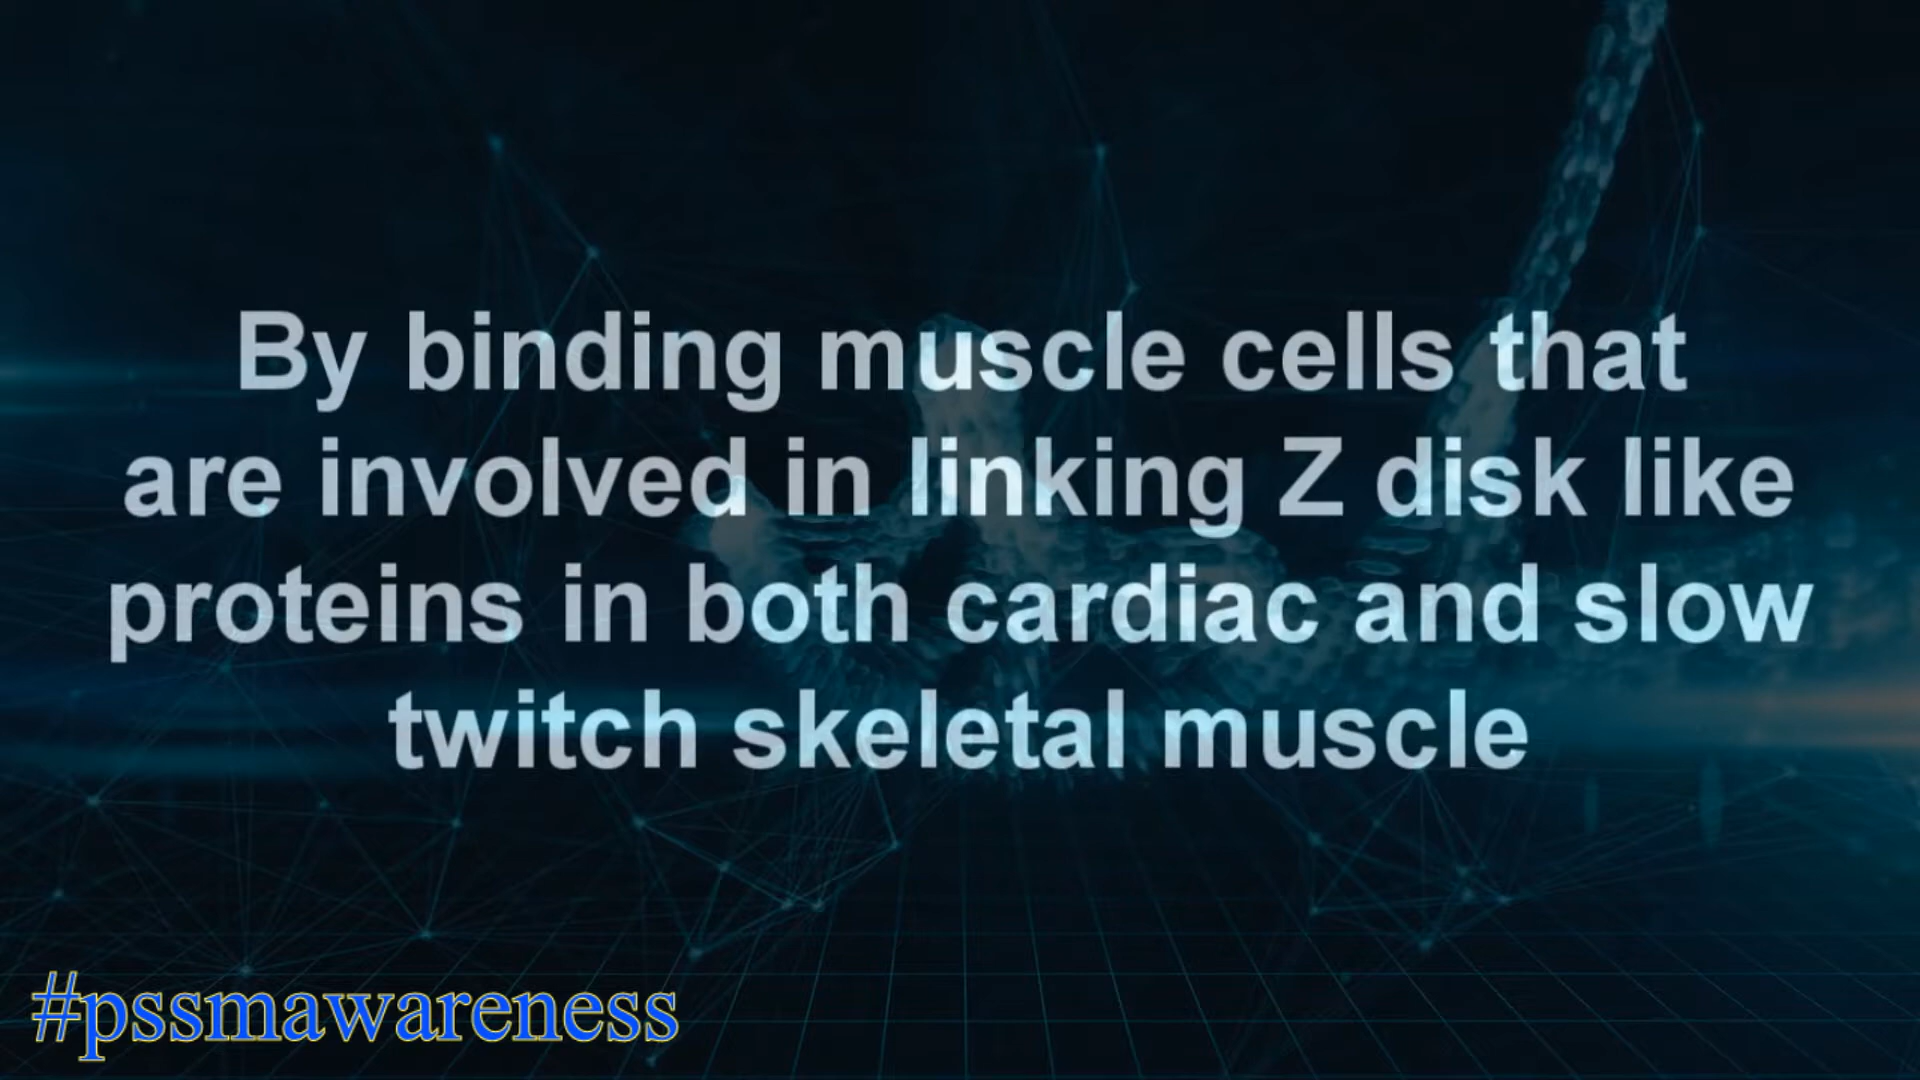 By binding muscle cells that
are involved in linking Z disk like
proteins in both cardiac and slow
twitch skeletal muscle
#pssmawareness